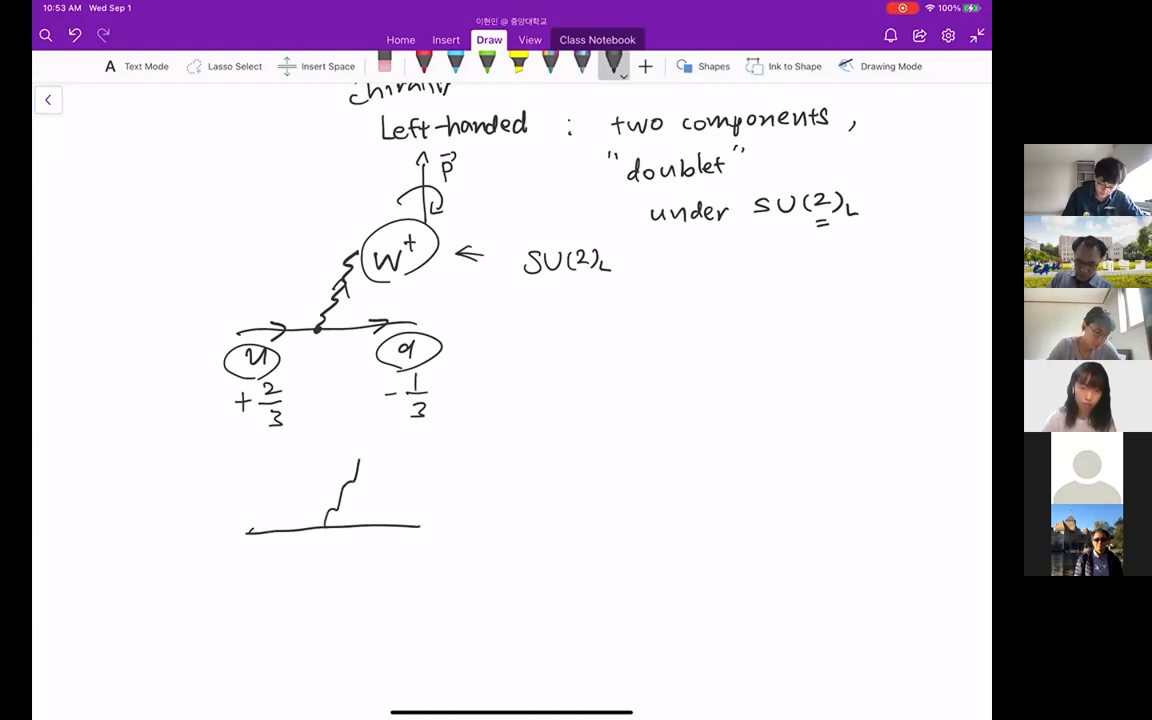 10:53 AM Wed Sep 1
100%
이현민 @ 중앙대학교
Home Insert Draw View Class Notebook
Text Mode Lasso Select Insert Space Shapes Ink to Shape Drawing Mode
Left-handed : two components,
"doublet"
under SU(2)L
P
W+ ← SU(2)L
u
+2/3
-1/3